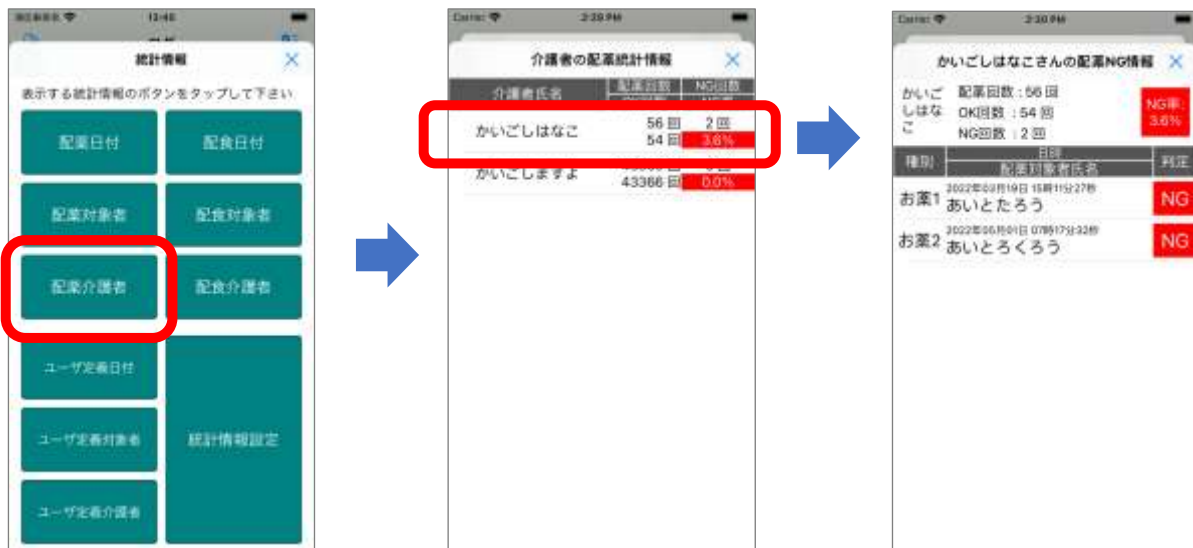 13:48
統計情報
表示する統計情報のボタンをタップして下さい
配薬日付
配食日付
配薬対象者
配食対象者
配薬介護者
配食介護者
ユーザ定義日付
ユーザ定義対象者
統計情報設定
ユーザ定義介護者
Carrier
2:38 PM
介護者の配薬統計情報
介護者氏名
配薬回数
NG回数
かいごしはなこ
56 回
2 回
54 回
3.6%
かいごしますよ
43366 回
0.0%
Carrier
かいごしはなこさんの配薬NG情報
かいご
しはな
こ
配薬回数 : 56 回
OK回数 : 54 回
NG回数 : 2 回
NG率:
3.6%
種別
日時
配薬対象者氏名
判定
お薬1
あいとたろう
NG
お薬2
あいとろくろう
NG